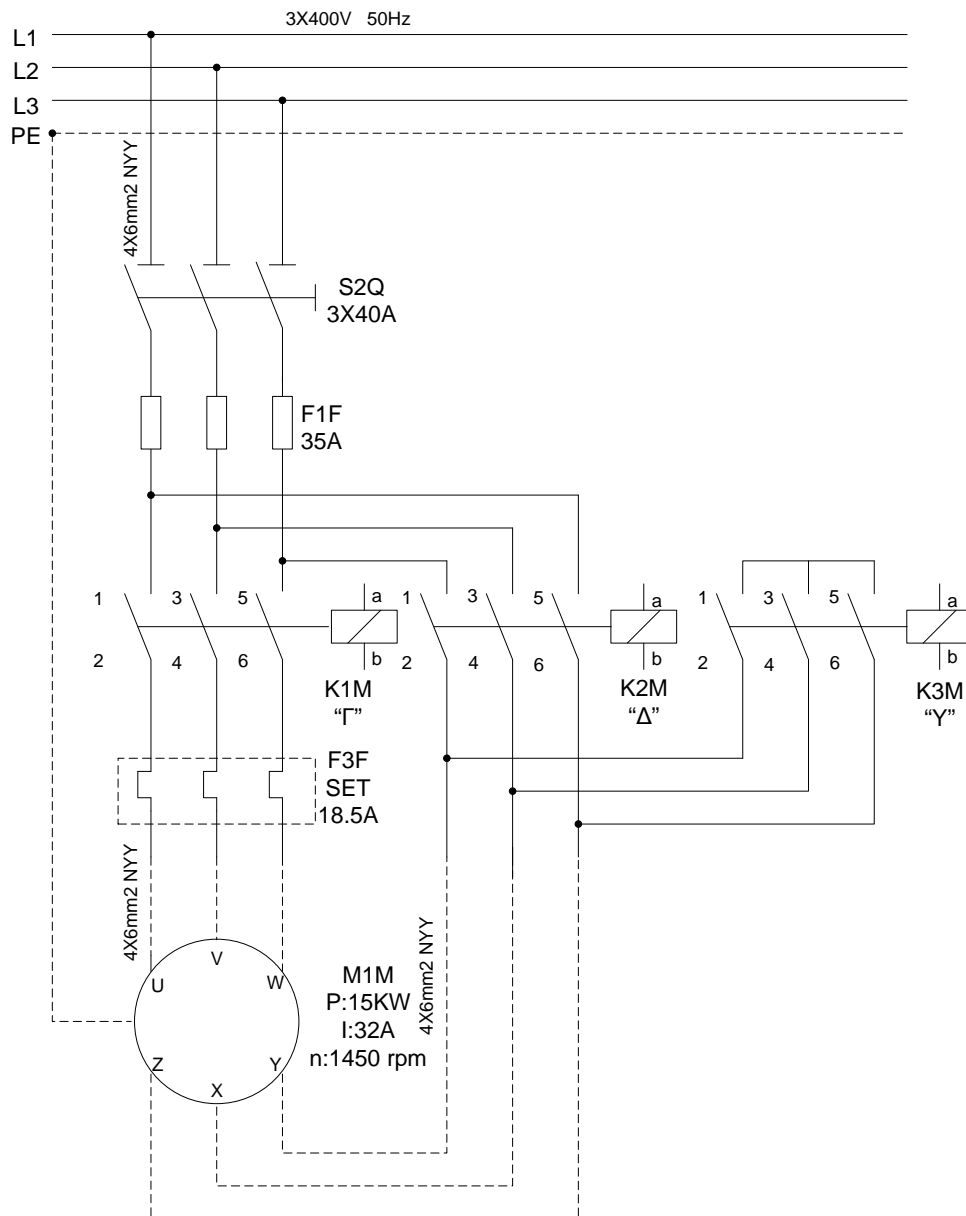 3X400V 50Hz
L1
L2
L3
PE
4X6mm2 NYY
S2Q
3X40A
F1F
35A
1 3 5 a
2 4 6 b
K1M
“Γ”
1 3 5 a
2 4 6 b
K2M
“Δ”
1 3 5 a
2 4 6 b
K3M
“Y”
F3F
SET
18.5A
4X6mm2 NYY
4X6mm2 NYY
U V W
Z X Y
M1M
P:15KW
I:32A
n:1450 rpm